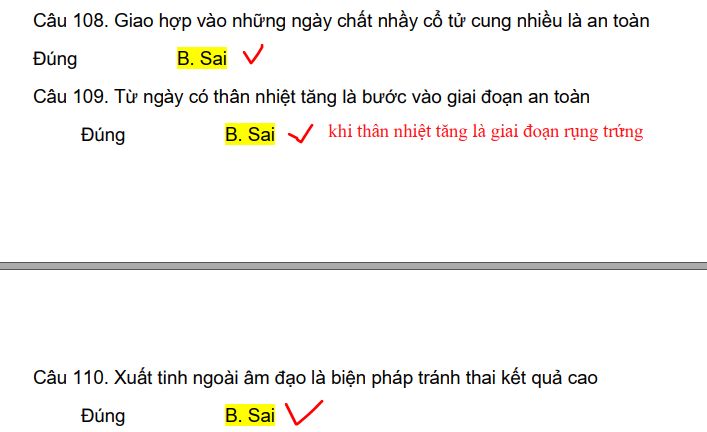 Câu 108. Giao hợp vào những ngày chất nhầy cổ tử cung nhiều là an toàn
Đúng B. Sai
Câu 109. Từ ngày có thân nhiệt tăng là bước vào giai đoạn an toàn
Đúng B. Sai khi thân nhiệt tăng là giai đoạn rụng trứng
Câu 110. Xuất tinh ngoài âm đạo là biện pháp tránh thai kết quả cao
Đúng B. Sai